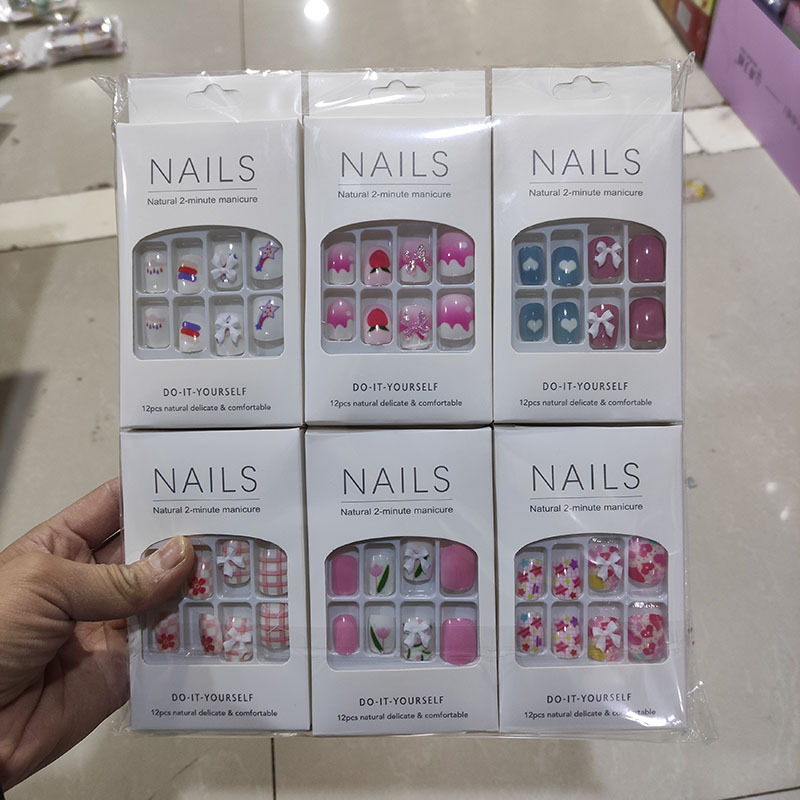 NAILS
Natural 2-minute manicure
DO-IT-YOURSELF
12pcs natural delicate & comfortable
NAILS
Natural 2-minute manicure
DO-IT-YOURSELF
12pcs natural delicate & comfortable
NAILS
Natural 2-minute manicure
DO-IT-YOURSELF
12pcs natural delicate & comfortable
NAILS
Natural 2-minute manicure
DO-IT-YOURSELF
12pcs natural delicate & comfortable
NAILS
Natural 2-minute manicure
DO-IT-YOURSELF
12pcs natural delicate & comfortable
NAILS
Natural 2-minute manicure
DO-IT-YOURSELF
12pcs natural delicate & comfortable